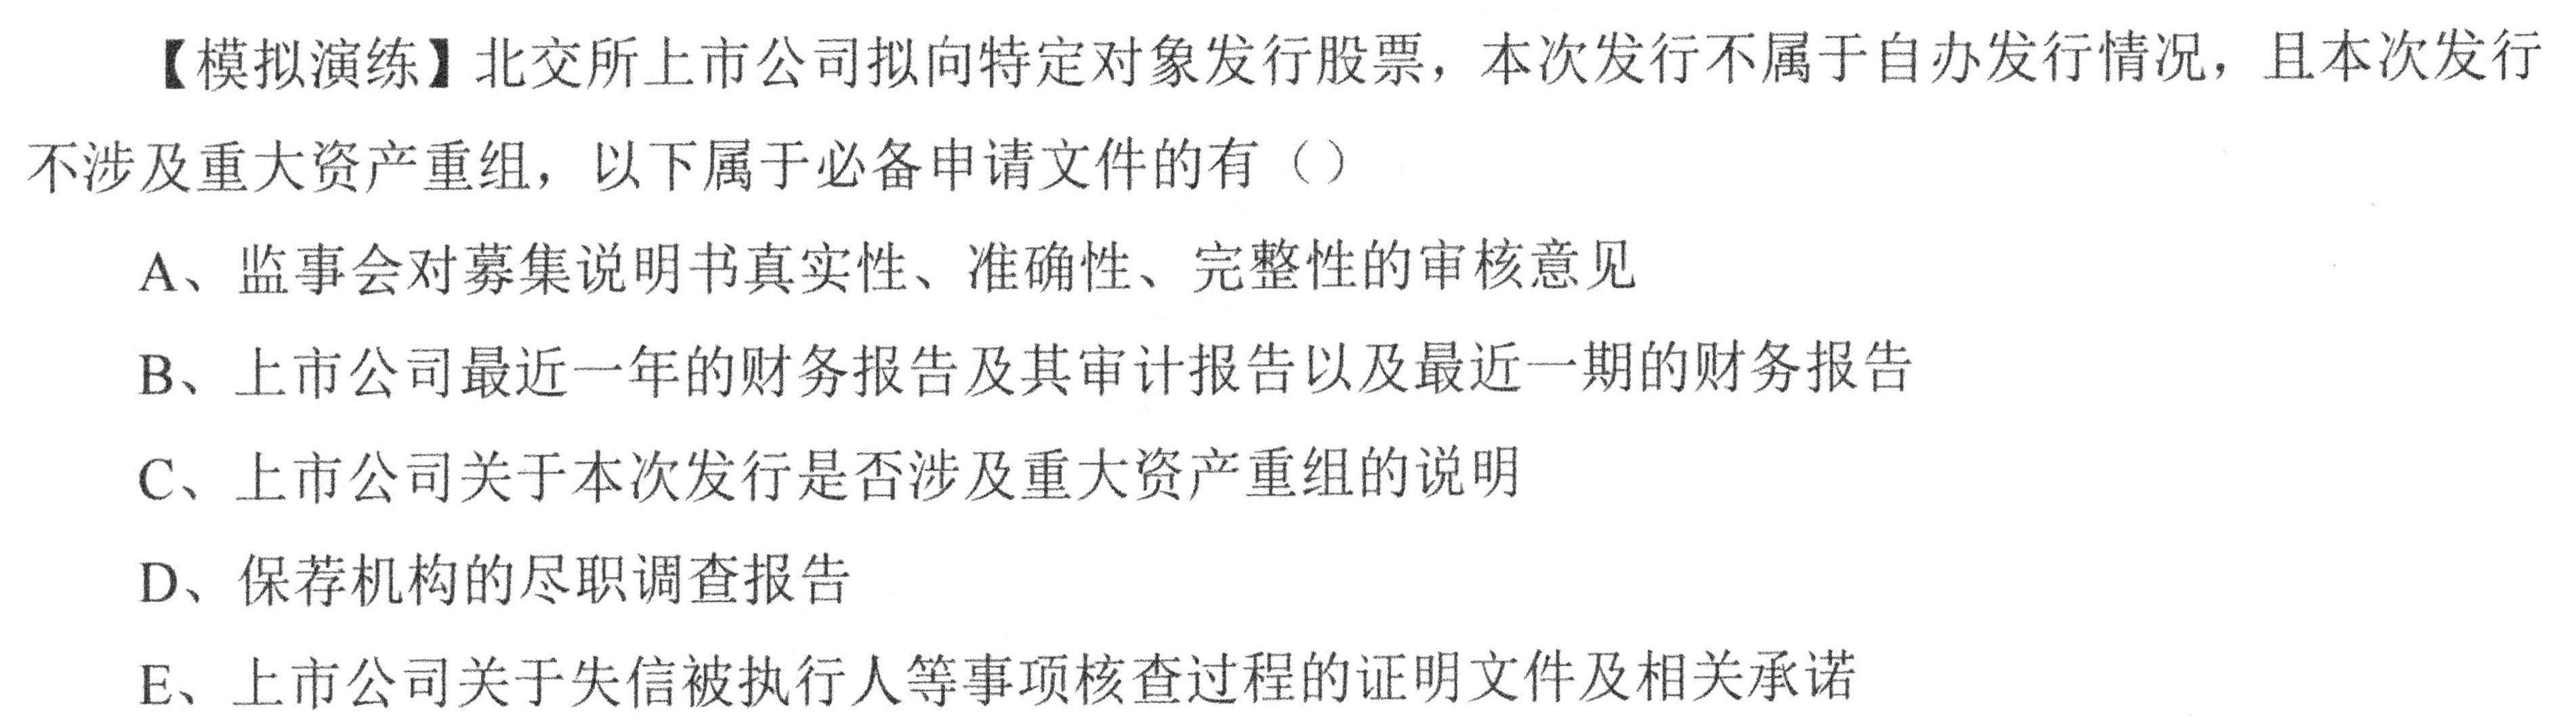 【模拟演练】北交所上市公司拟向特定对象发行股票，本次发行不属于自办发行情况，且本次发行
不涉及重大资产重组，以下属于必备申请文件的有（）
A、监事会对募集说明书真实性、准确性、完整性的审核意见
B、上市公司最近一年的财务报告及其审计报告以及最近一期的财务报告
C、上市公司关于本次发行是否涉及重大资产重组的说明
D、保荐机构的尽职调查报告
E、上市公司关于失信被执行人等事项核查过程的证明文件及相关承诺